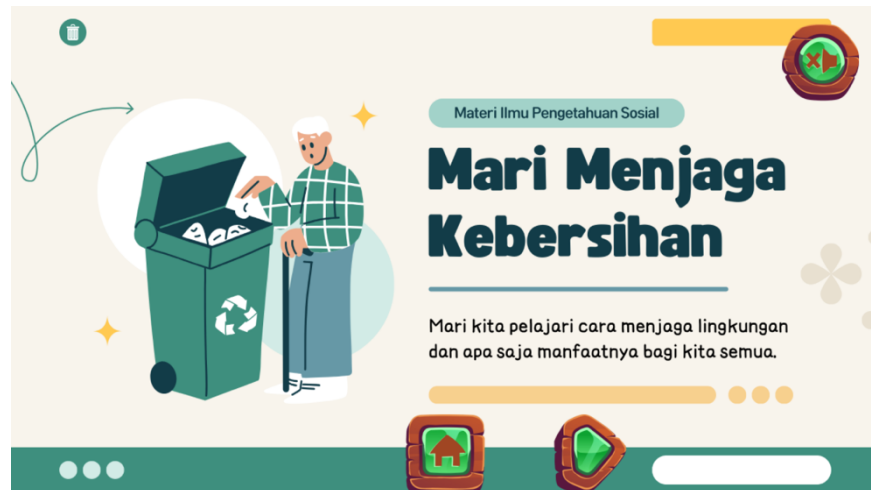 Materi Ilmu Pengetahuan Sosial
Mari Menjaga
Kebersihan
Mari kita pelajari cara menjaga lingkungan
dan apa saja manfaatnya bagi kita semua.